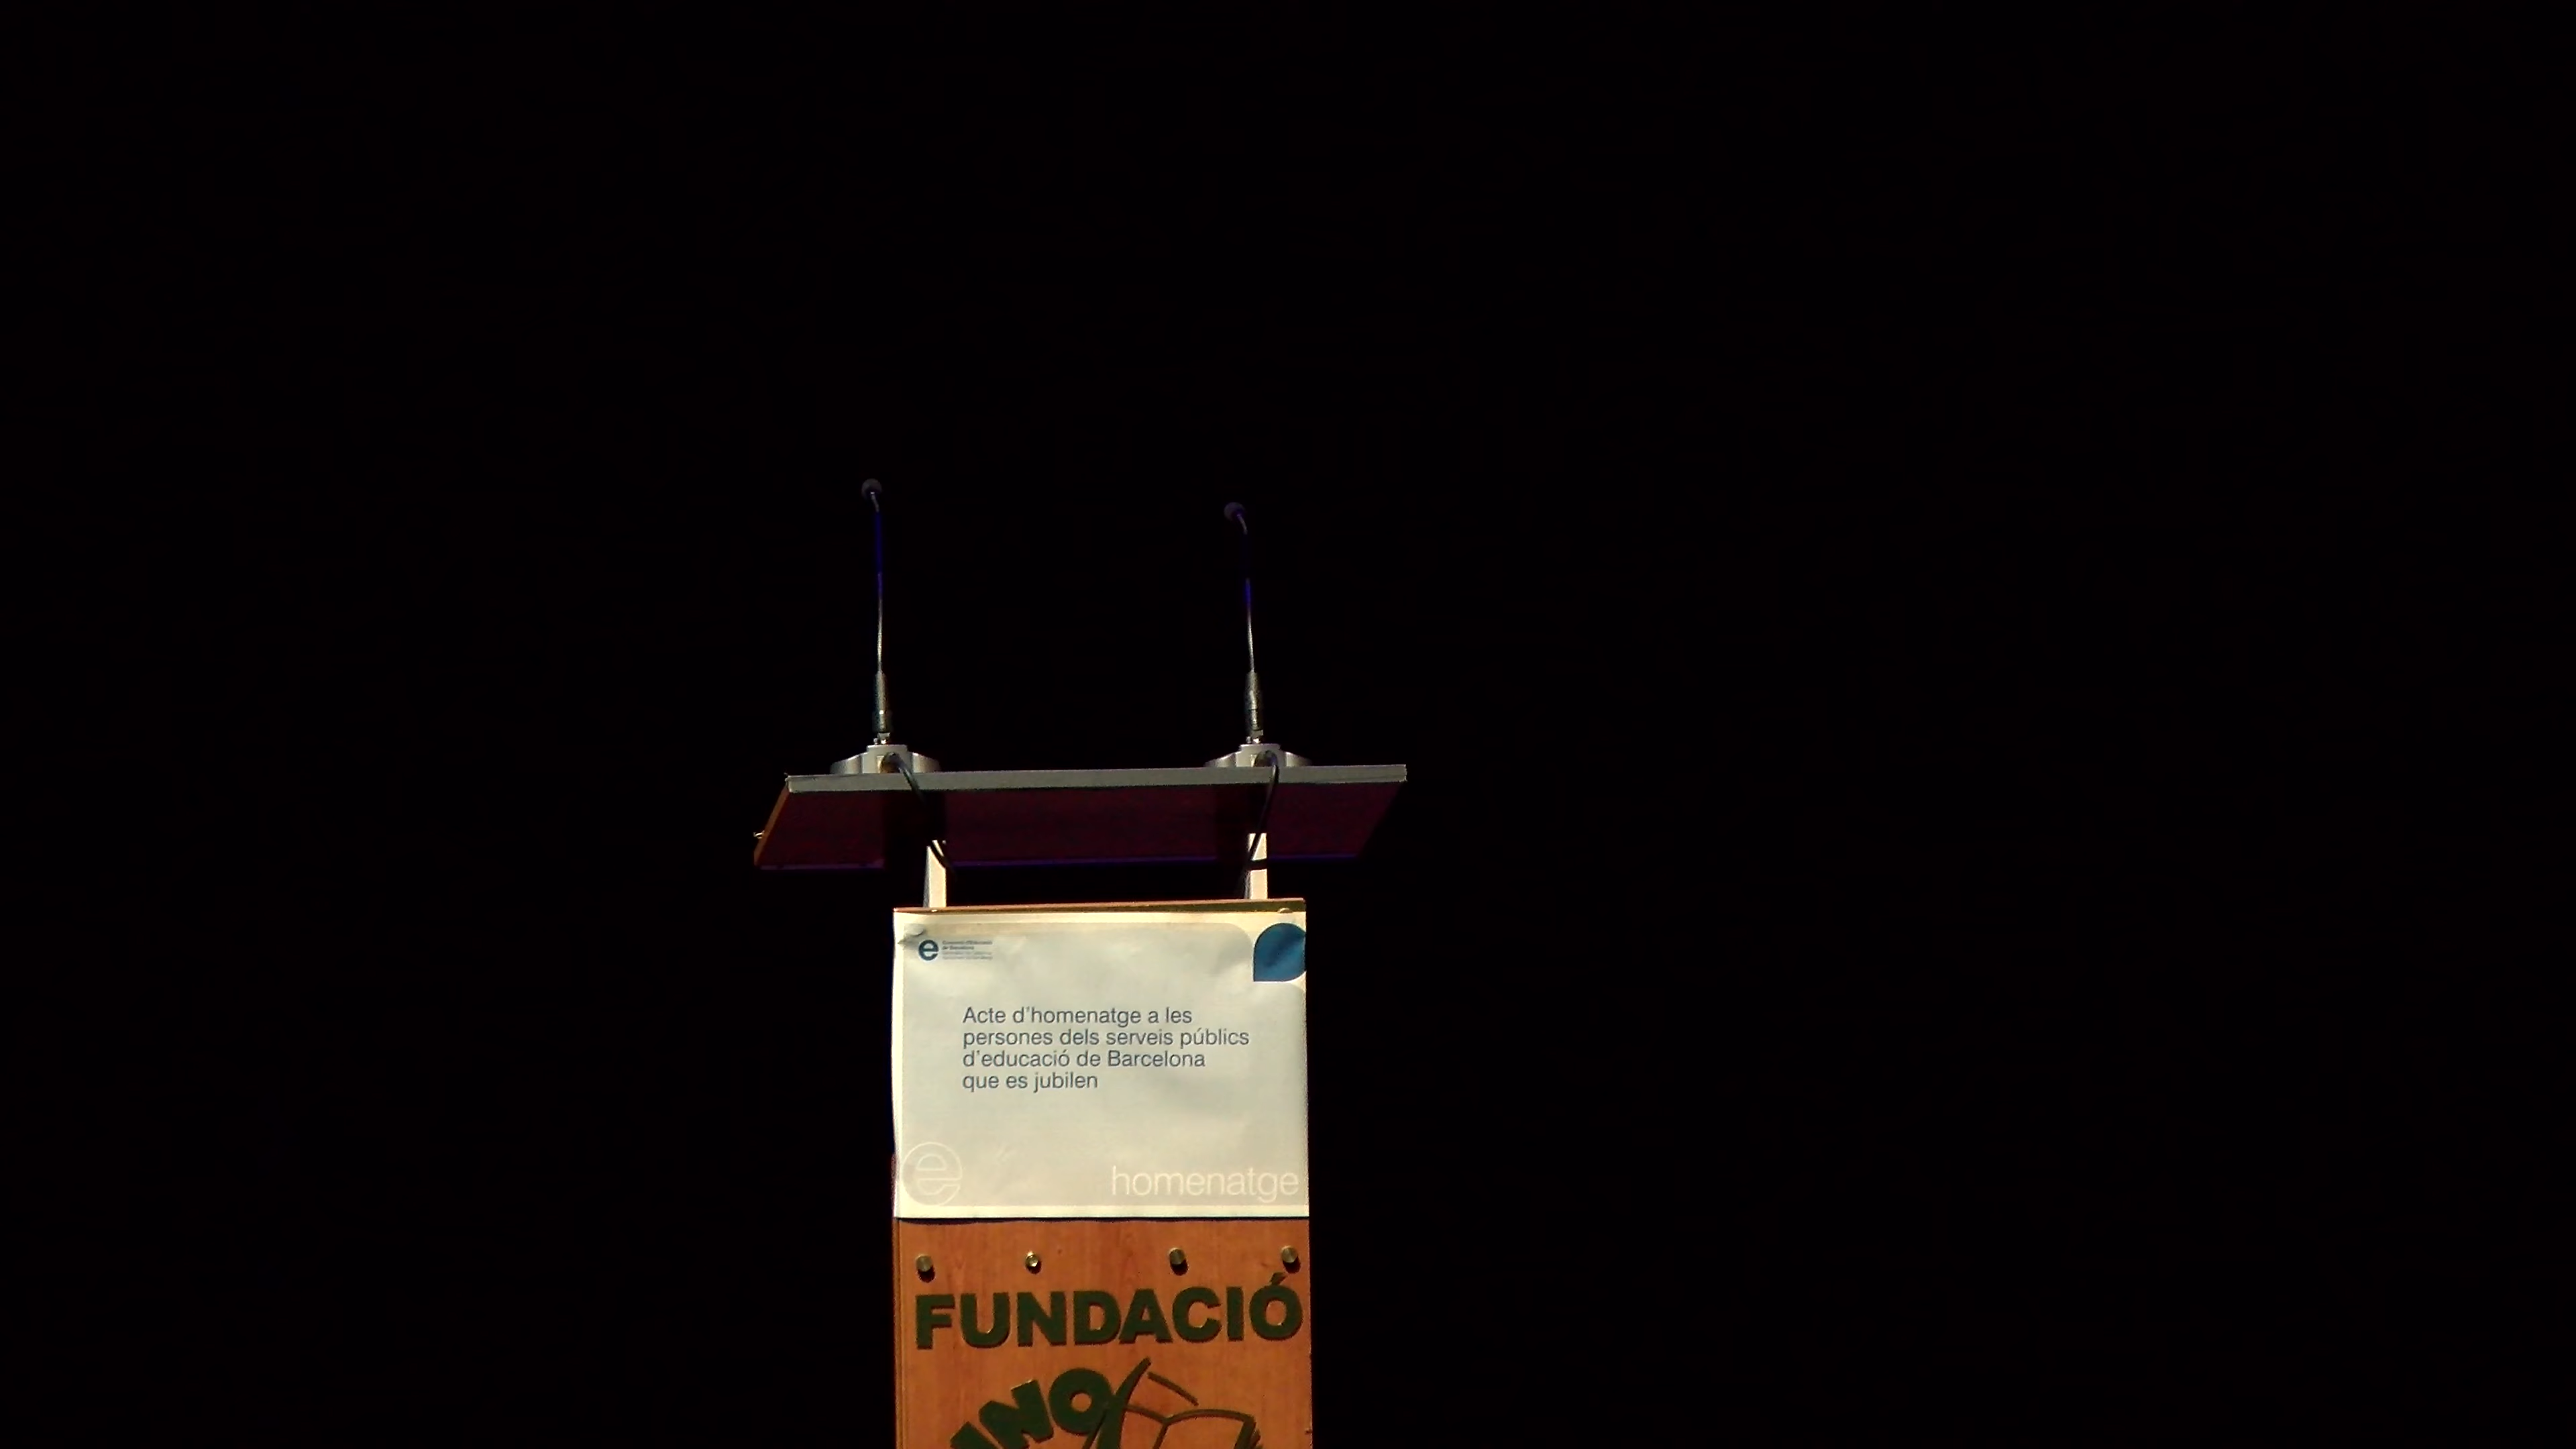 e
Acte d'homenatge a les
persones dels serveis públics
d'educació de Barcelona
que es jubilen
e
homenatge
FUNDACIÓ